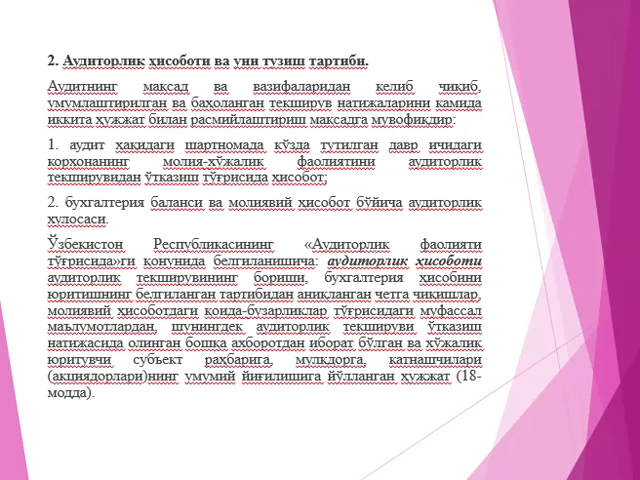 2. Аудиторлик ҳисоботи ва уни тузиш тартиби.
Аудитнинг мақсад ва вазифаларидан келиб чиқиб,
умумлаштирилган ва баҳоланган текширув натижаларини камида
иккита ҳужжат билан расмийлаштириш мақсадга мувофиқдир:
1. аудит ҳақидаги шартномада кўзда тутилган давр ичидаги
корхонанинг молия-хўжалик фаолиятини аудиторлик
текширувидан ўтказиш тўғрисида ҳисобот;
2. бухгалтерия баланси ва молиявий ҳисобот бўйича аудиторлик
хулосаси.
Ўзбекистон Республикасининг «Аудиторлик фаолияти
тўғрисида»ги қонунида белгиланишича: аудиторлик ҳисоботи
аудиторлик текширувининг бориши, бухгалтерия ҳисобини
юритишнинг белгиланган тартибидан аниқланган четга чиқишлар,
молиявий ҳисоботдаги қоида-бузарликлар тўғрисидаги муфассал
маълумотлардан, шунингдек аудиторлик текшируви ўтказиш
натижасида олинган бошқа ахборотдан иборат бўлган ва хўжалик
юритувчи субъект раҳбарига, мулкдорга, қатнашчилари
(акциядорлари)нинг умумий йиғилишига йўлланган ҳужжат (18-
модда).